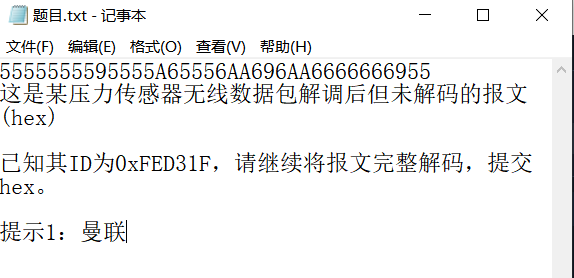 题目.txt - 记事本
文件(F) 编辑(E) 格式(O) 查看(V) 帮助(H)
5555555595555A65556AA696AA6666666955
这是某压力传感器无线数据包解调后但未解码的报文
(hex)
已知其ID为0xFED31F，请继续将报文完整解码，提交
hex。
提示1：曼联